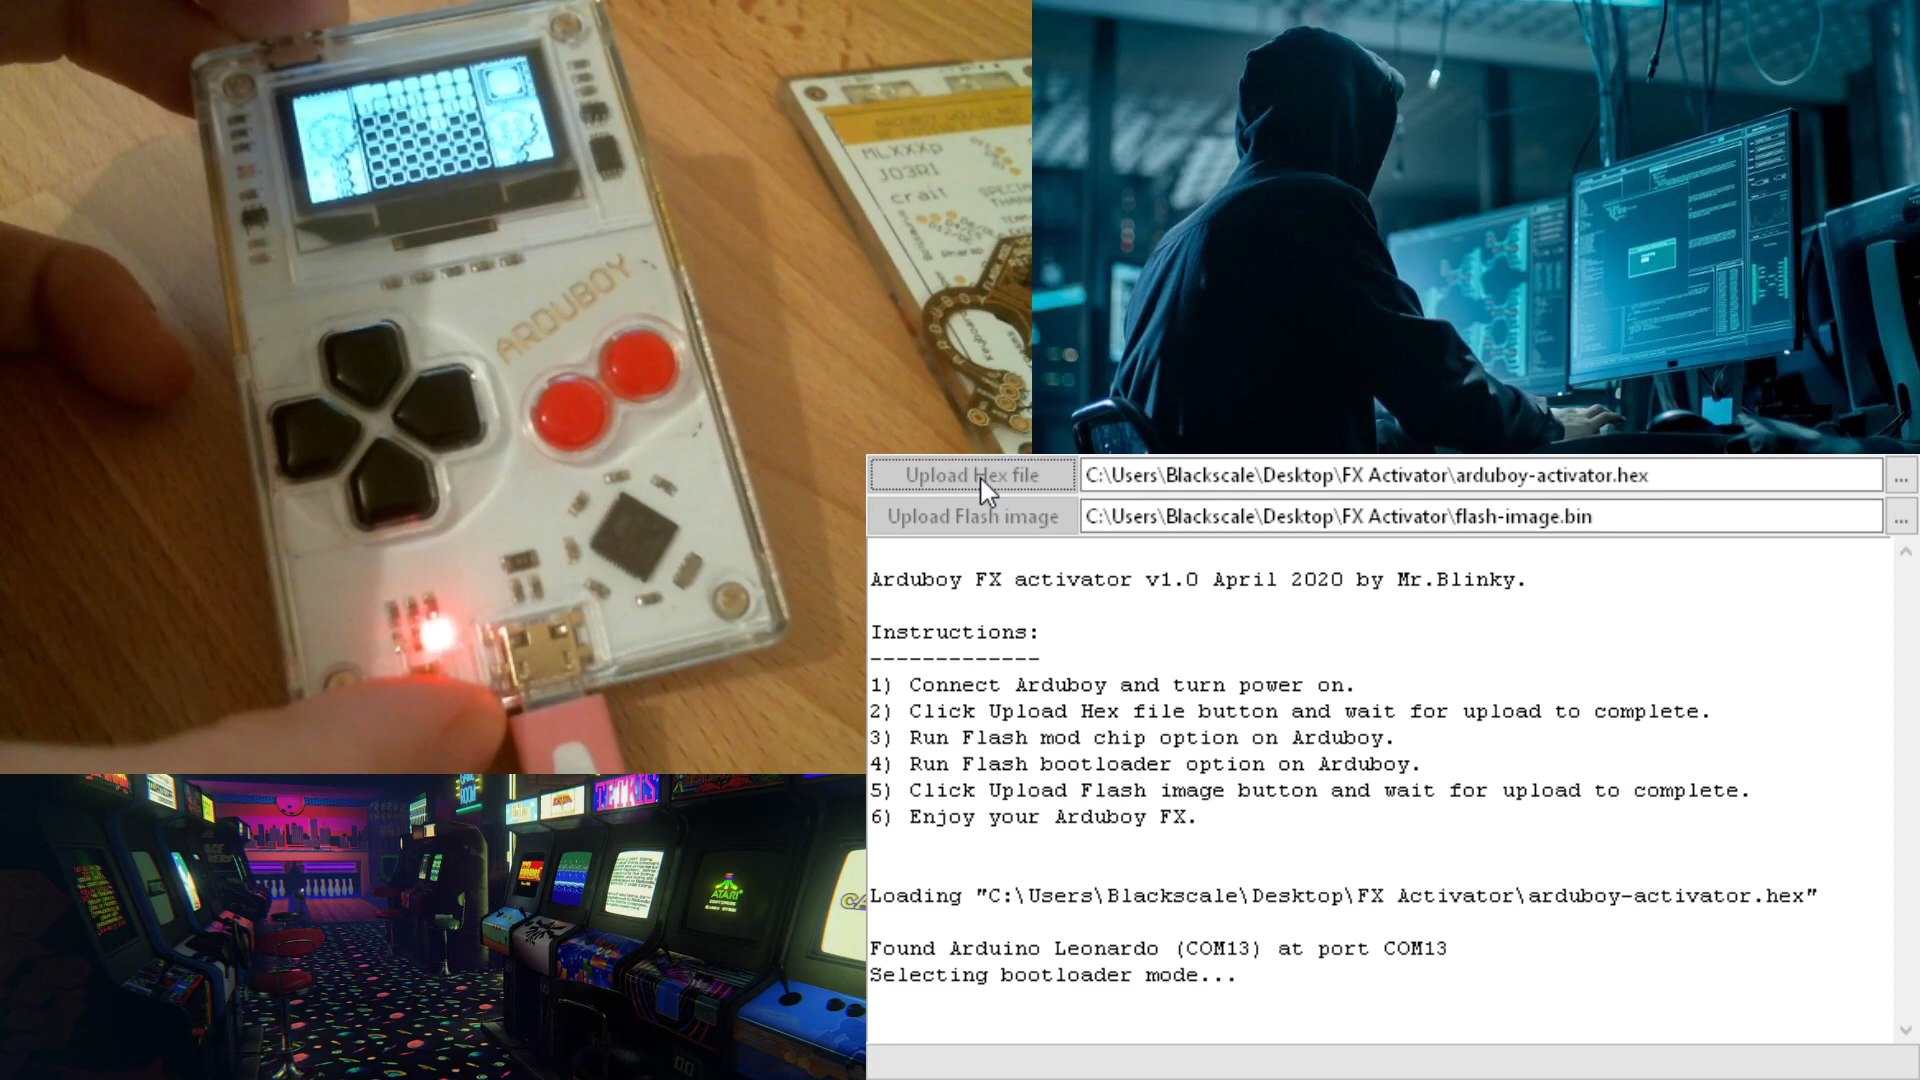 MLXXXp
JO3RI
crait
ARDUBOY
Upload Hex file
C:\Users\Blackscale\Desktop\FX Activator\arduboy-activator.hex
...
Upload Flash image
C:\Users\Blackscale\Desktop\FX Activator\flash-image.bin
...
Arduboy FX activator v1.0 April 2020 by Mr.Blinky.
Instructions:
-------------
1) Connect Arduboy and turn power on.
2) Click Upload Hex file button and wait for upload to complete.
3) Run Flash mod chip option on Arduboy.
4) Run Flash bootloader option on Arduboy.
5) Click Upload Flash image button and wait for upload to complete.
6) Enjoy your Arduboy FX.
Loading "C:\Users\Blackscale\Desktop\FX Activator\arduboy-activator.hex"
Found Arduino Leonardo (COM13) at port COM13
Selecting bootloader mode...
TETRIS
ATARI